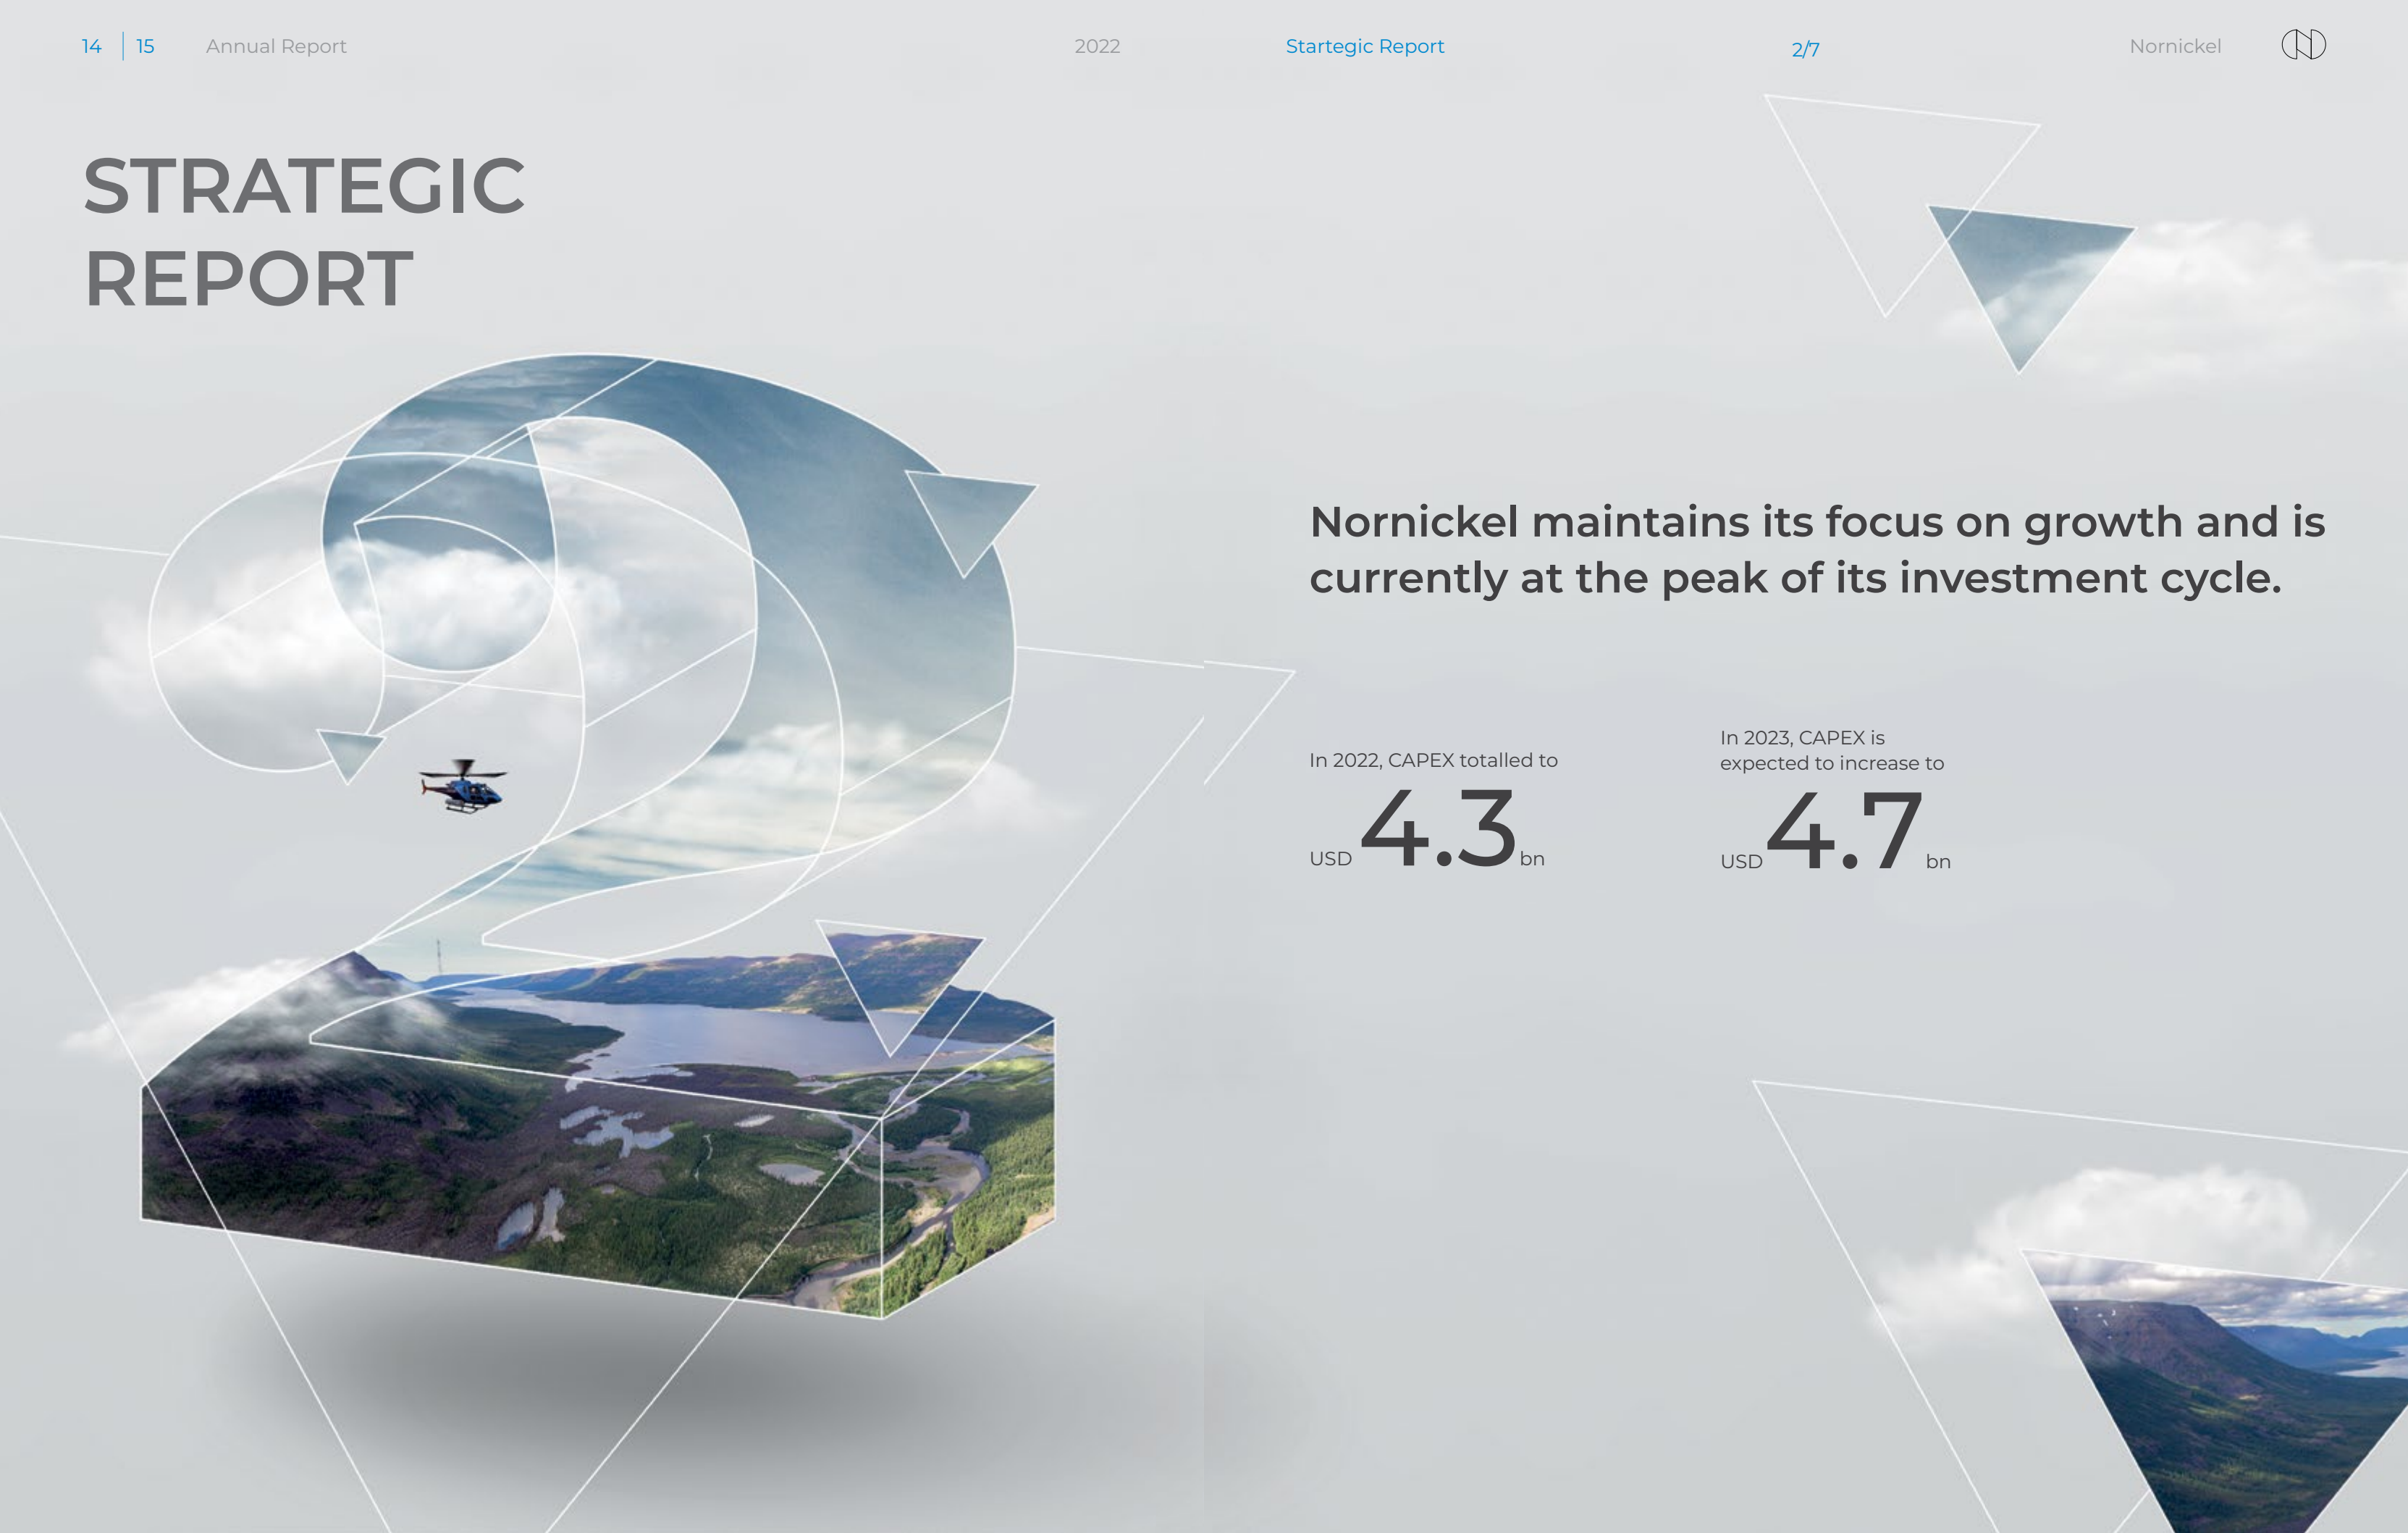 14 15 Annual Report 2022 Startegic Report 2/7 Nornickel
STRATEGIC
REPORT
Nornickel maintains its focus on growth and is
currently at the peak of its investment cycle.
In 2022, CAPEX totalled to
USD 4.3 bn
In 2023, CAPEX is
expected to increase to
USD 4.7 bn